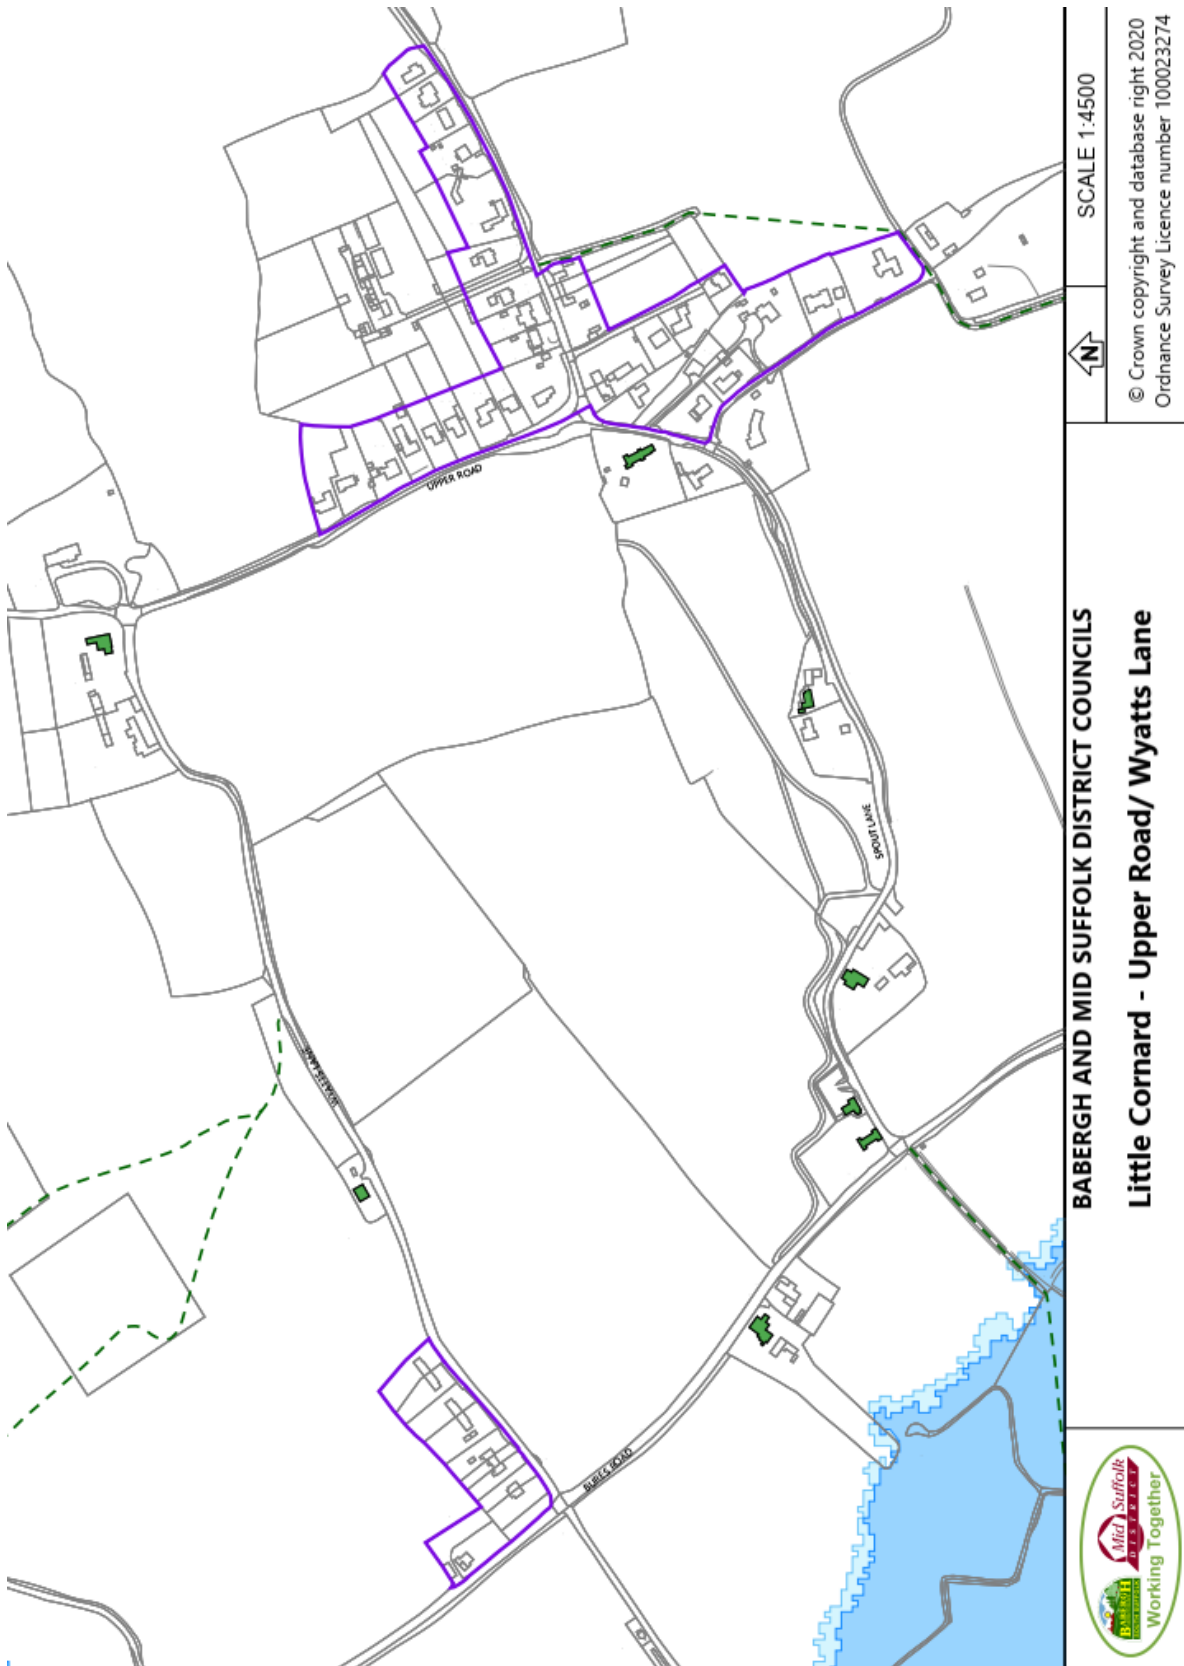 UPPER ROAD
WYATTS LANE
SPOUT LANE
BURES ROAD
BABERGH AND MID SUFFOLK DISTRICT COUNCILS
Little Cornard - Upper Road/ Wyatts Lane
N
SCALE 1:4500
© Crown copyright and database right 2020
Ordnance Survey Licence number 100023274
BABERGH
Mid Suffolk
DISTRICT
Working Together